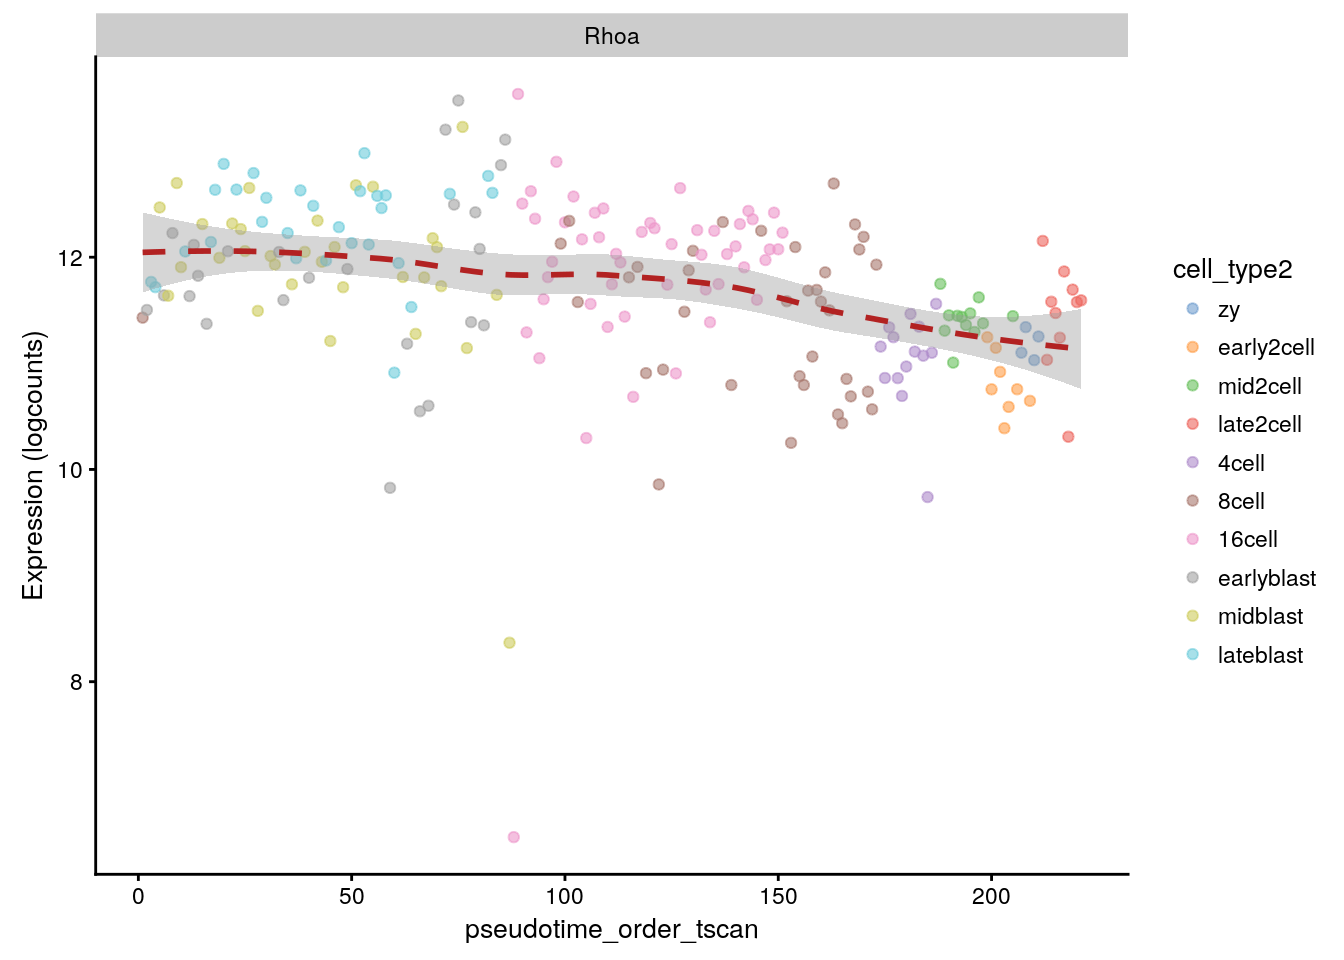 Rhoa
Expression (logcounts)
12
10
8
0 50 100 150 200
pseudotime_order_tscan
cell_type2
zy
early2cell
mid2cell
late2cell
4cell
8cell
16cell
earlyblast
midblast
lateblast